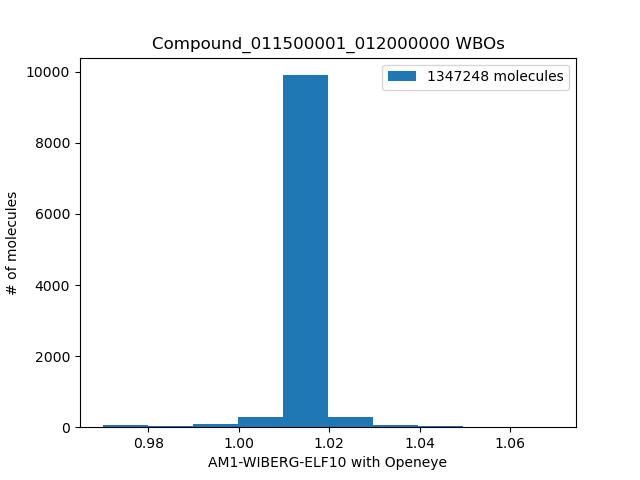 Compound_011500001_012000000 WBOs
1347248 molecules
10000
8000
6000
4000
2000
0
# of molecules
0.98 1.00 1.02 1.04 1.06
AM1-WIBERG-ELF10 with Openeye